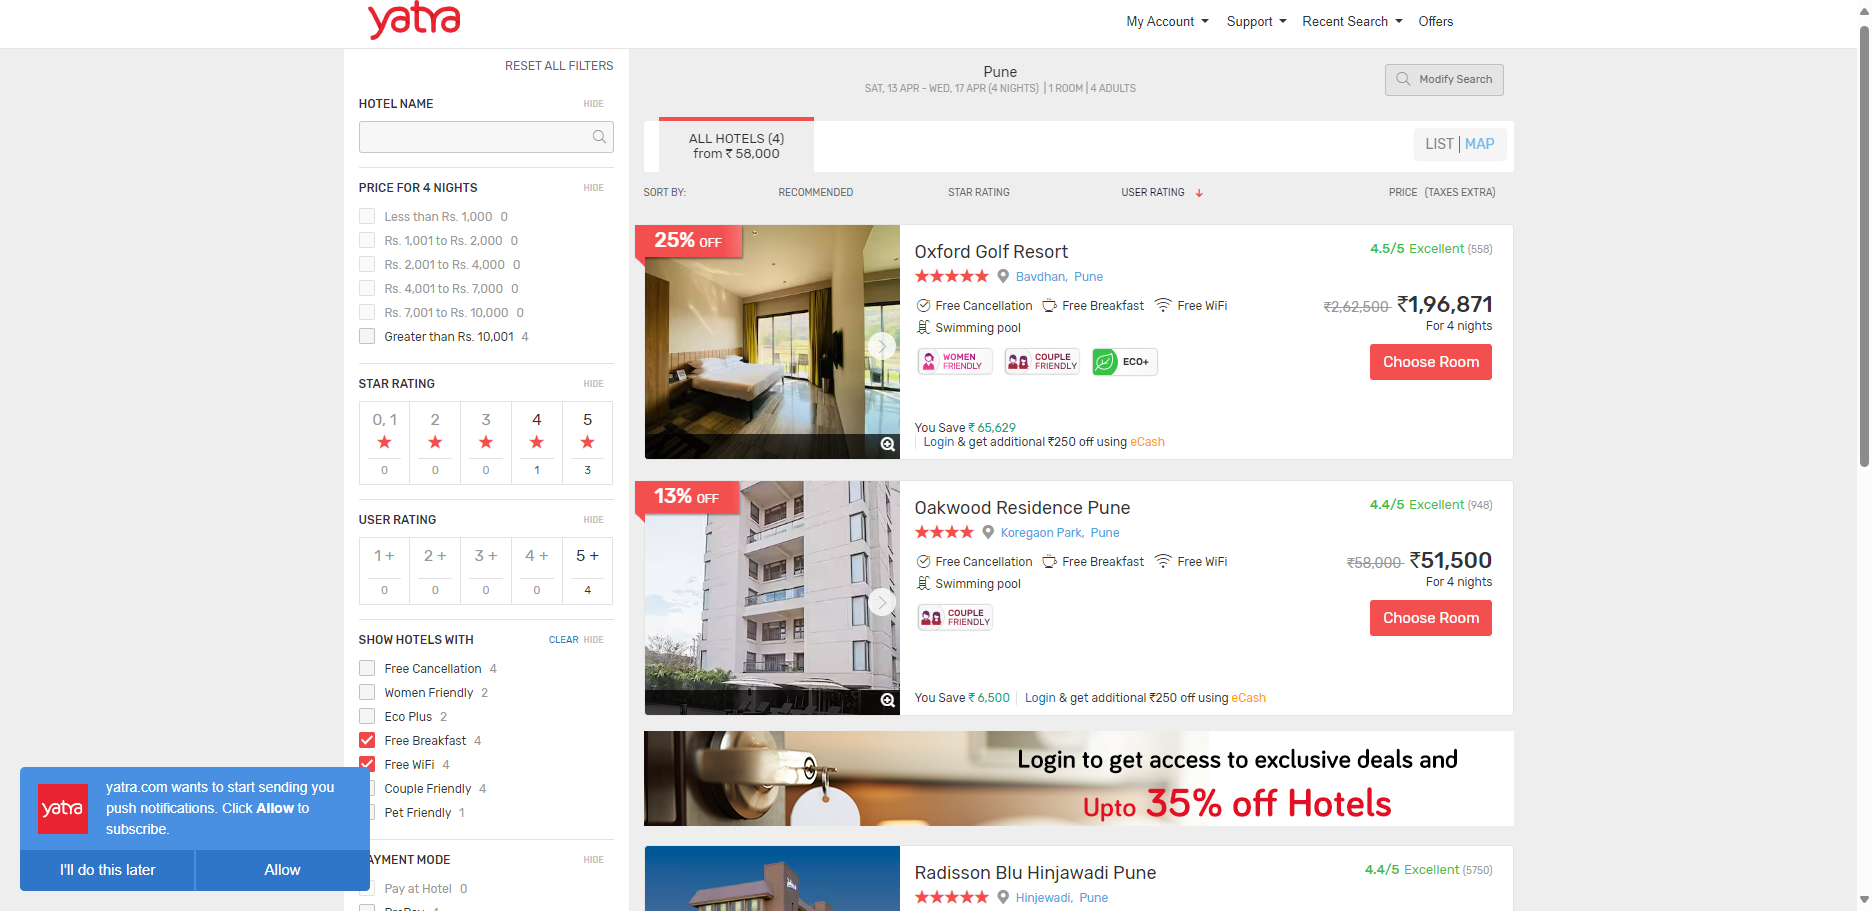 yatra
My Account
Support
Recent Search
Offers
RESET ALL FILTERS
HOTEL NAME
HIDE
PRICE FOR 4 NIGHTS
HIDE
Less than Rs. 1,000 0
Rs. 1,001 to Rs. 2,000 0
Rs. 2,001 to Rs. 4,000 0
Rs. 4,001 to Rs. 7,000 0
Rs. 7,001 to Rs. 10,000 0
Greater than Rs. 10,001 4
STAR RATING
HIDE
0, 1 2 3 4 5
0 0 0 1 3
USER RATING
HIDE
1 + 2 + 3 + 4 + 5 +
0 0 0 0 4
SHOW HOTELS WITH
CLEAR HIDE
Free Cancellation 4
Women Friendly 2
Eco Plus 2
Free Breakfast 4
Free WiFi 4
Couple Friendly 4
Pet Friendly 1
AYMENT MODE
HIDE
Pay at Hotel 0
yatra
yatra.com wants to start sending you
push notifications. Click Allow to
subscribe.
I'll do this later
Allow
Pune
SAT, 13 APR - WED, 17 APR (4 NIGHTS) | 1 ROOM | 4 ADULTS
Modify Search
ALL HOTELS (4)
from ₹ 58,000
LIST | MAP
SORT BY:
RECOMMENDED
STAR RATING
USER RATING
PRICE (TAXES EXTRA)
25% OFF
Oxford Golf Resort
4.5/5 Excellent (558)
Bavdhan, Pune
Free Cancellation Free Breakfast Free WiFi
Swimming pool
₹2,62,500 ₹1,96,871
For 4 nights
WOMEN
FRIENDLY
COUPLE
FRIENDLY
ECO+
Choose Room
You Save ₹ 65,629
Login & get additional ₹250 off using eCash
13% OFF
Oakwood Residence Pune
4.4/5 Excellent (948)
Koregaon Park, Pune
Free Cancellation Free Breakfast Free WiFi
Swimming pool
₹58,000 ₹51,500
For 4 nights
COUPLE
FRIENDLY
Choose Room
You Save ₹ 6,500 | Login & get additional ₹250 off using eCash
Login to get access to exclusive deals and
Upto 35% off Hotels
Radisson Blu Hinjawadi Pune
4.4/5 Excellent (5750)
Hinjewadi, Pune